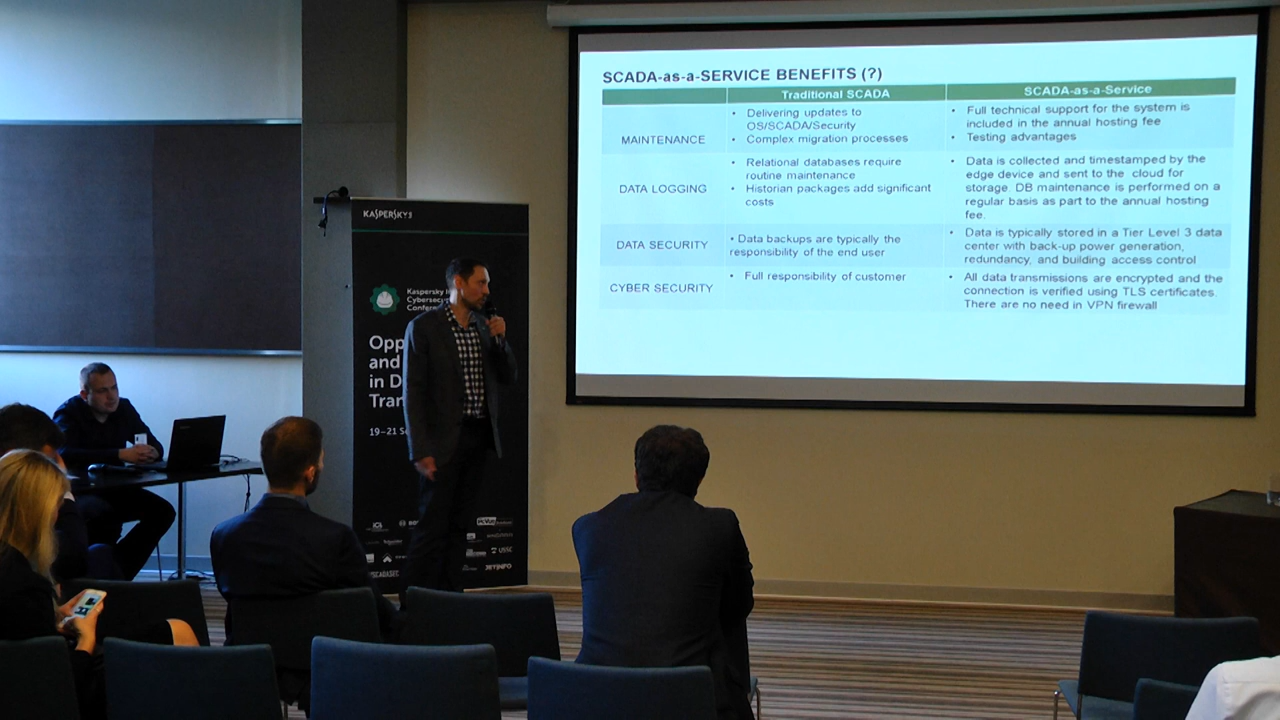 SCADA-as-a-SERVICE BENEFITS (?)
Traditional SCADA
SCADA-as-a-Service
MAINTENANCE
• Delivering updates to
OS/SCADA/Security
• Complex migration processes
• Full technical support for the system is
included in the annual hosting fee
• Testing advantages
DATA LOGGING
• Relational databases require
routine maintenance
• Historian packages add significant
costs
• Data is collected and timestamped by the
edge device and sent to the cloud for
storage. DB maintenance is performed on a
regular basis as part to the annual hosting
fee.
DATA SECURITY
• Data backups are typically the
responsibility of the end user
• Data is typically stored in a Tier Level 3 data
center with back-up power generation,
redundancy, and building access control
CYBER SECURITY
• Full responsibility of customer
• All data transmissions are encrypted and the
connection is verified using TLS certificates.
There are no need in VPN firewall
KASPERSKY
Kaspersky
Cybersec
Confer
Opp
and
in D
Tran
19–21 S
ICL
USSC
JET INFO